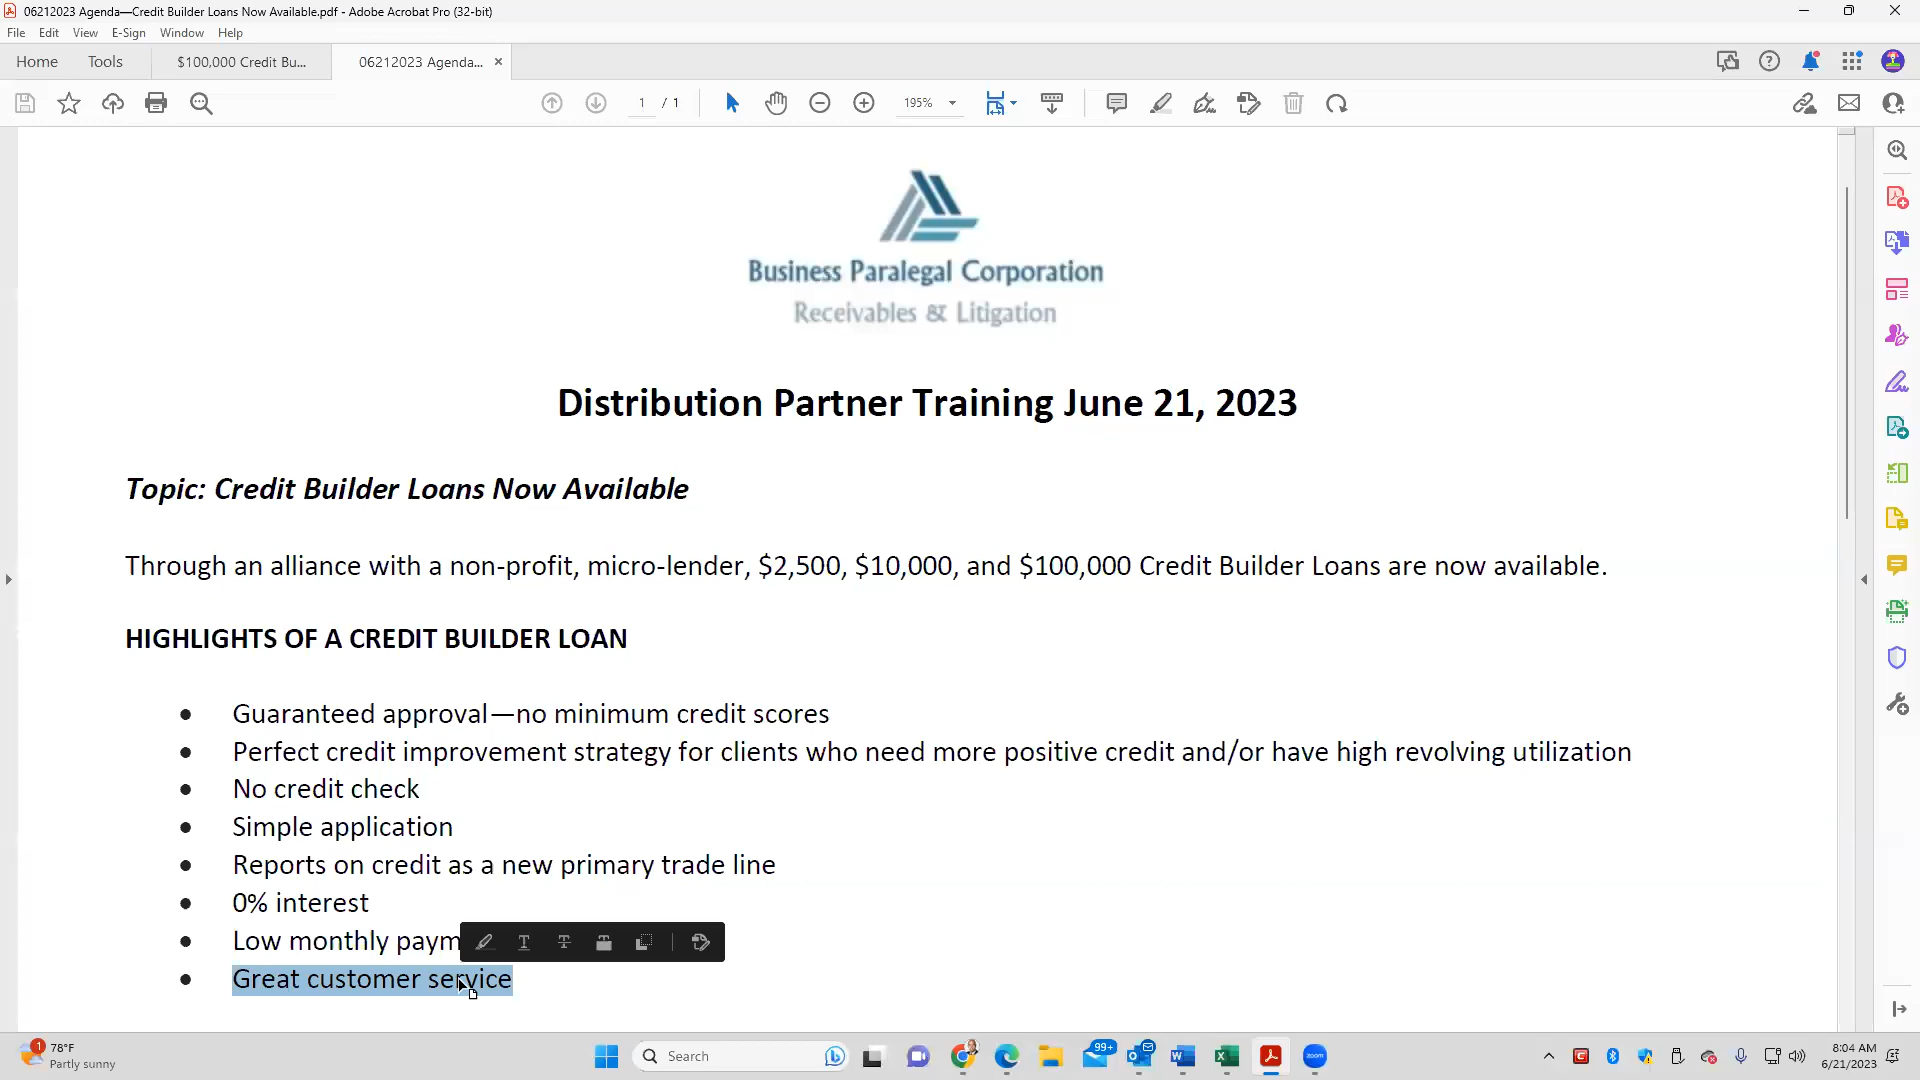 06212023 Agenda—Credit Builder Loans Now Available.pdf - Adobe Acrobat Pro (32-bit)
File Edit View E-Sign Window Help
Home Tools $100,000 Credit Bu... 06212023 Agenda...
1 / 1 195%
Business Paralegal Corporation
Receivables & Litigation
Distribution Partner Training June 21, 2023
Topic: Credit Builder Loans Now Available
Through an alliance with a non-profit, micro-lender, $2,500, $10,000, and $100,000 Credit Builder Loans are now available.
HIGHLIGHTS OF A CREDIT BUILDER LOAN
• Guaranteed approval—no minimum credit scores
• Perfect credit improvement strategy for clients who need more positive credit and/or have high revolving utilization
• No credit check
• Simple application
• Reports on credit as a new primary trade line
• 0% interest
• Low monthly paym
• Great customer service
1 78°F
Partly sunny
Search
99+
zoom
8:04 AM
6/21/2023